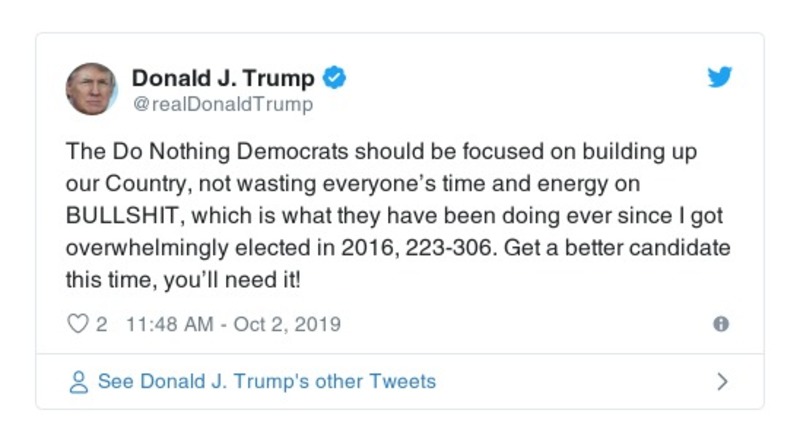 Donald J. Trump
@realDonaldTrump
The Do Nothing Democrats should be focused on building up
our Country, not wasting everyone’s time and energy on
BULLSHIT, which is what they have been doing ever since I got
overwhelmingly elected in 2016, 223-306. Get a better candidate
this time, you’ll need it!
2 11:48 AM - Oct 2, 2019
See Donald J. Trump's other Tweets